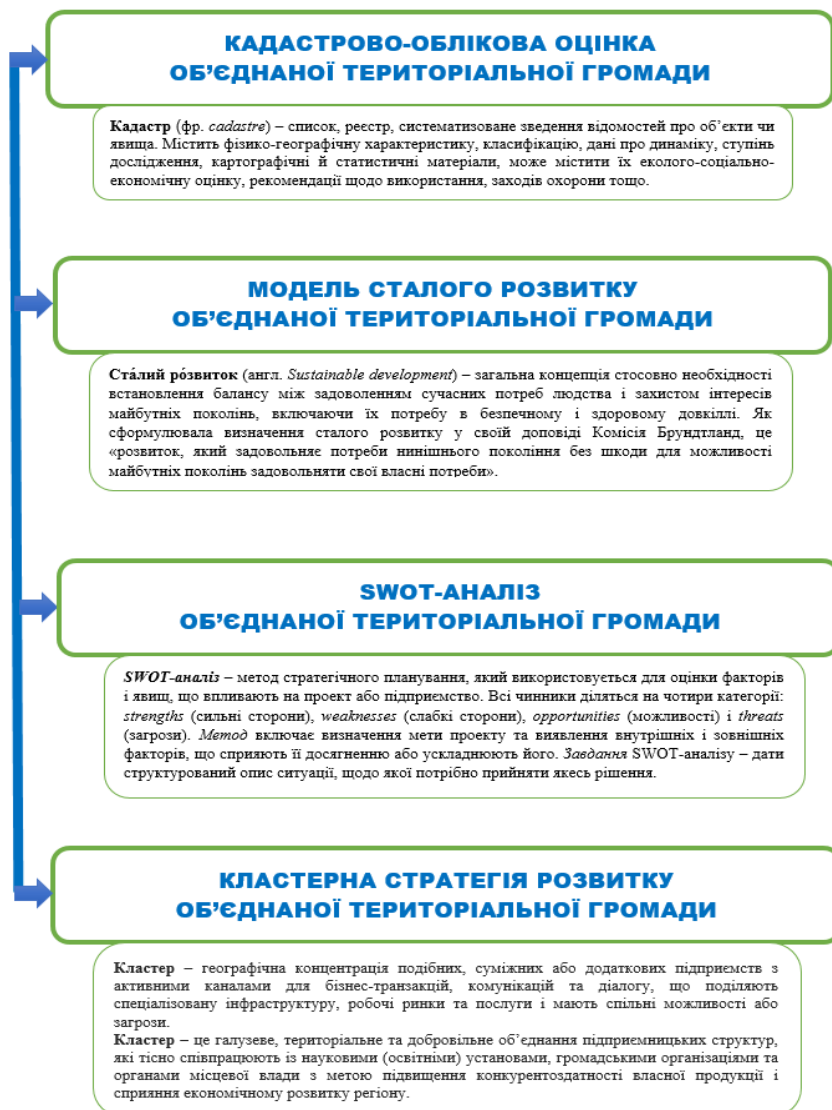 КАДАСТРОВО-ОБЛІКОВА ОЦІНКА
ОБ’ЄДНАНОЇ ТЕРИТОРІАЛЬНОЇ ГРОМАДИ
Кадастр (фр. cadastre) – список, реєстр, систематизоване зведення відомостей про об’єкти чи
явища. Містить фізико-географічну характеристику, класифікацію, дані про динаміку, ступінь
дослідження, картографічні й статистичні матеріали, може містити їх еколого-соціально-
економічну оцінку, рекомендації щодо використання, заходів охорони тощо.
МОДЕЛЬ СТАЛОГО РОЗВИТКУ
ОБ’ЄДНАНОЇ ТЕРИТОРІАЛЬНОЇ ГРОМАДИ
Ста́лий ро́звиток (англ. Sustainable development) – загальна концепція стосовно необхідності
встановлення балансу між задоволенням сучасних потреб людства і захистом інтересів
майбутніх поколінь, включаючи їх потребу в безпечному і здоровому довкіллі. Як
сформулювала визначення сталого розвитку у своїй доповіді Комісія Брундтланд, це
«розвиток, який задовольняє потреби нинішнього покоління без шкоди для можливості
майбутніх поколінь задовольняти свої власні потреби».
SWOT-АНАЛІЗ
ОБ’ЄДНАНОЇ ТЕРИТОРІАЛЬНОЇ ГРОМАДИ
SWOT-аналіз – метод стратегічного планування, який використовується для оцінки факторів
і явищ, що впливають на проект або підприємство. Всі чинники діляться на чотири категорії:
strengths (сильні сторони), weaknesses (слабкі сторони), opportunities (можливості) і threats
(загрози). Метод включає визначення мети проекту та виявлення внутрішніх і зовнішніх
факторів, що сприяють її досягненню або ускладнюють його. Завдання SWOT-аналізу – дати
структурований опис ситуації, щодо якої потрібно прийняти якесь рішення.
КЛАСТЕРНА СТРАТЕГІЯ РОЗВИТКУ
ОБ’ЄДНАНОЇ ТЕРИТОРІАЛЬНОЇ ГРОМАДИ
Кластер – географічна концентрація подібних, суміжних або додаткових підприємств з
активними каналами для бізнес-транзакцій, комунікацій та діалогу, що поділяють
спеціалізовану інфраструктуру, робочі ринки та послуги і мають спільні можливості або
загрози.
Кластер – це галузеве, територіальне та добровільне об’єднання підприємницьких структур,
які тісно співпрацюють із науковими (освітніми) установами, громадськими організаціями та
органами місцевої влади з метою підвищення конкурентоздатності власної продукції і
сприяння економічному розвитку регіону.